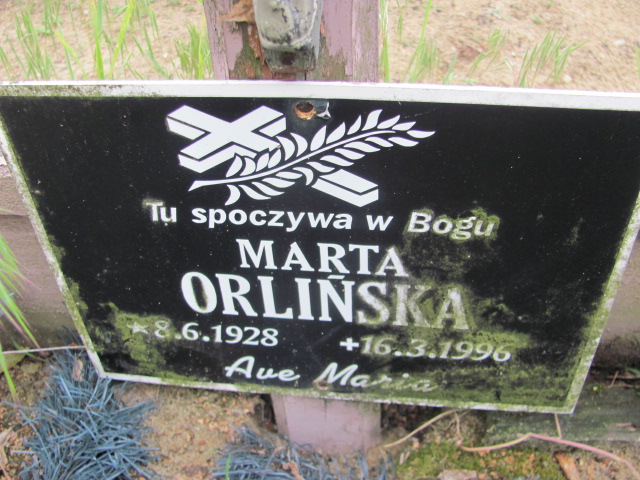 Tu spoczywa w Bogu
MARTA
ORLIŃSKA
* 8.6.1928 +16.3.1996
Ave Maria